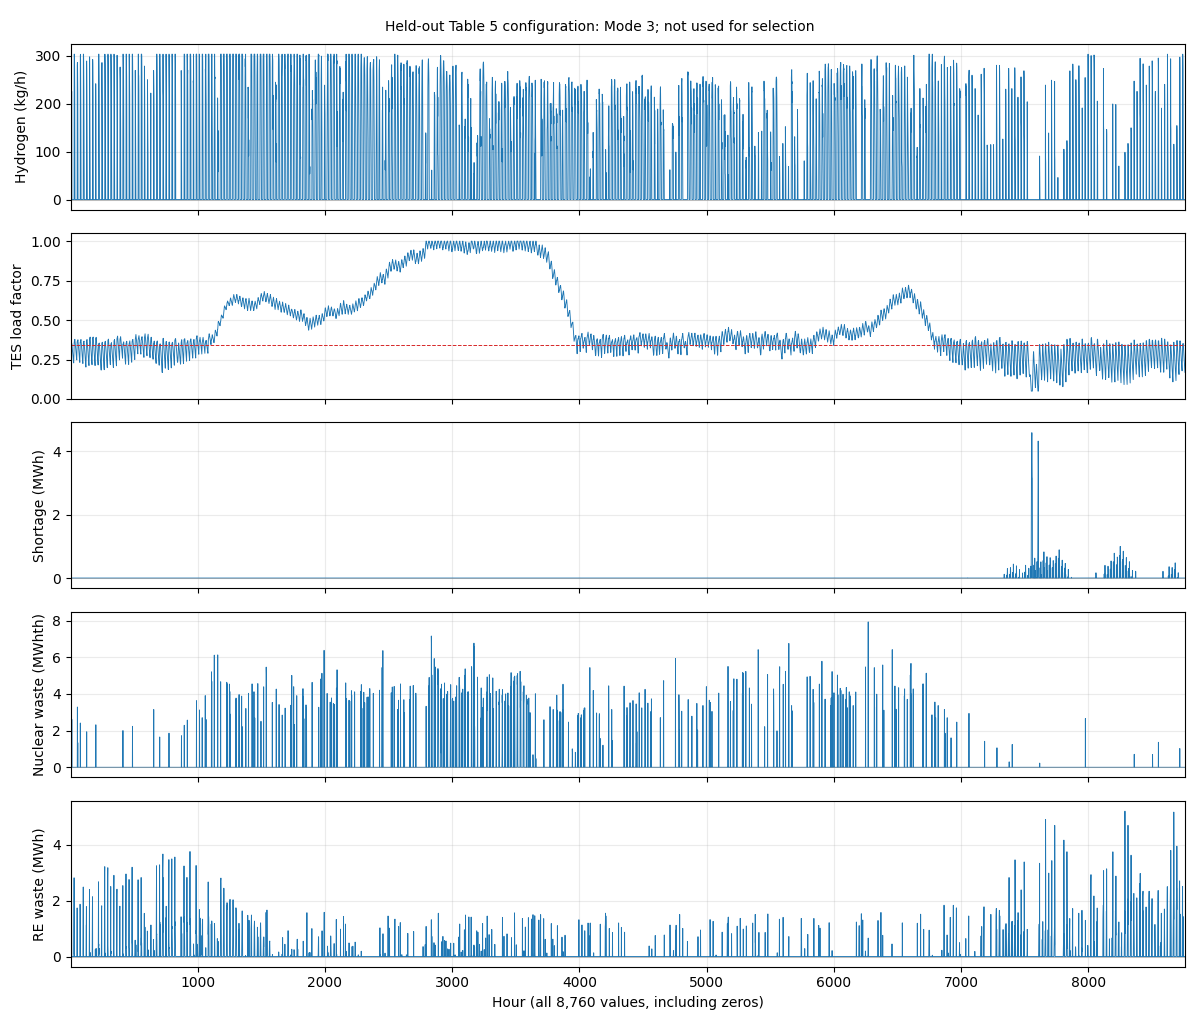 Held-out Table 5 configuration: Mode 3; not used for selection
Hydrogen (kg/h)
300
200
100
0
TES load factor
1.00
0.75
0.50
0.25
0.00
Shortage (MWh)
4
2
0
Nuclear waste (MWhth)
8
6
4
2
0
RE waste (MWh)
4
2
0
1000 2000 3000 4000 5000 6000 7000 8000
Hour (all 8,760 values, including zeros)